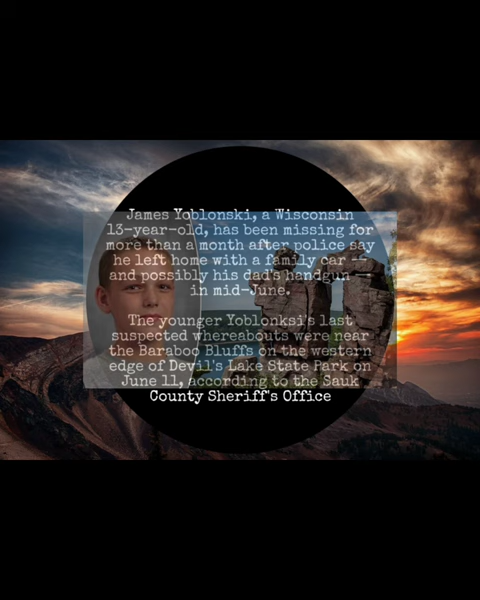 James Yoblonski, a Wisconsin
13-year-old, has been missing for
more than a month after police say
he left home with a family car --
and possibly his dad's handgun --
in mid-June.
The younger Yoblonksi's last
suspected whereabouts were near
the Baraboo Bluffs on the western
edge of Devil's Lake State Park on
June 11, according to the Sauk
County Sheriff's Office